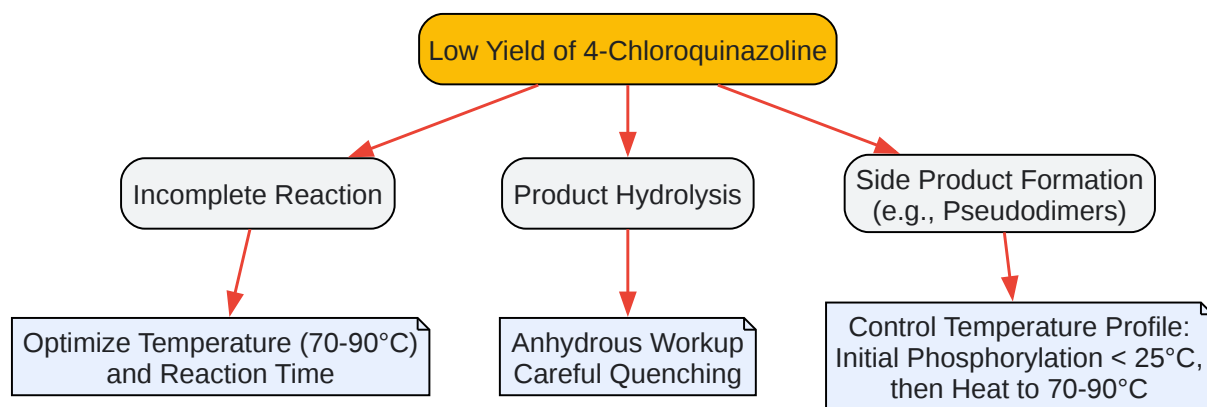 Low Yield of 4-Chloroquinazoline
Incomplete Reaction
Product Hydrolysis
Side Product Formation
(e.g., Pseudodimers)
Optimize Temperature (70-90°C)
and Reaction Time
Anhydrous Workup
Careful Quenching
Control Temperature Profile:
Initial Phosphorylation < 25°C,
then Heat to 70-90°C